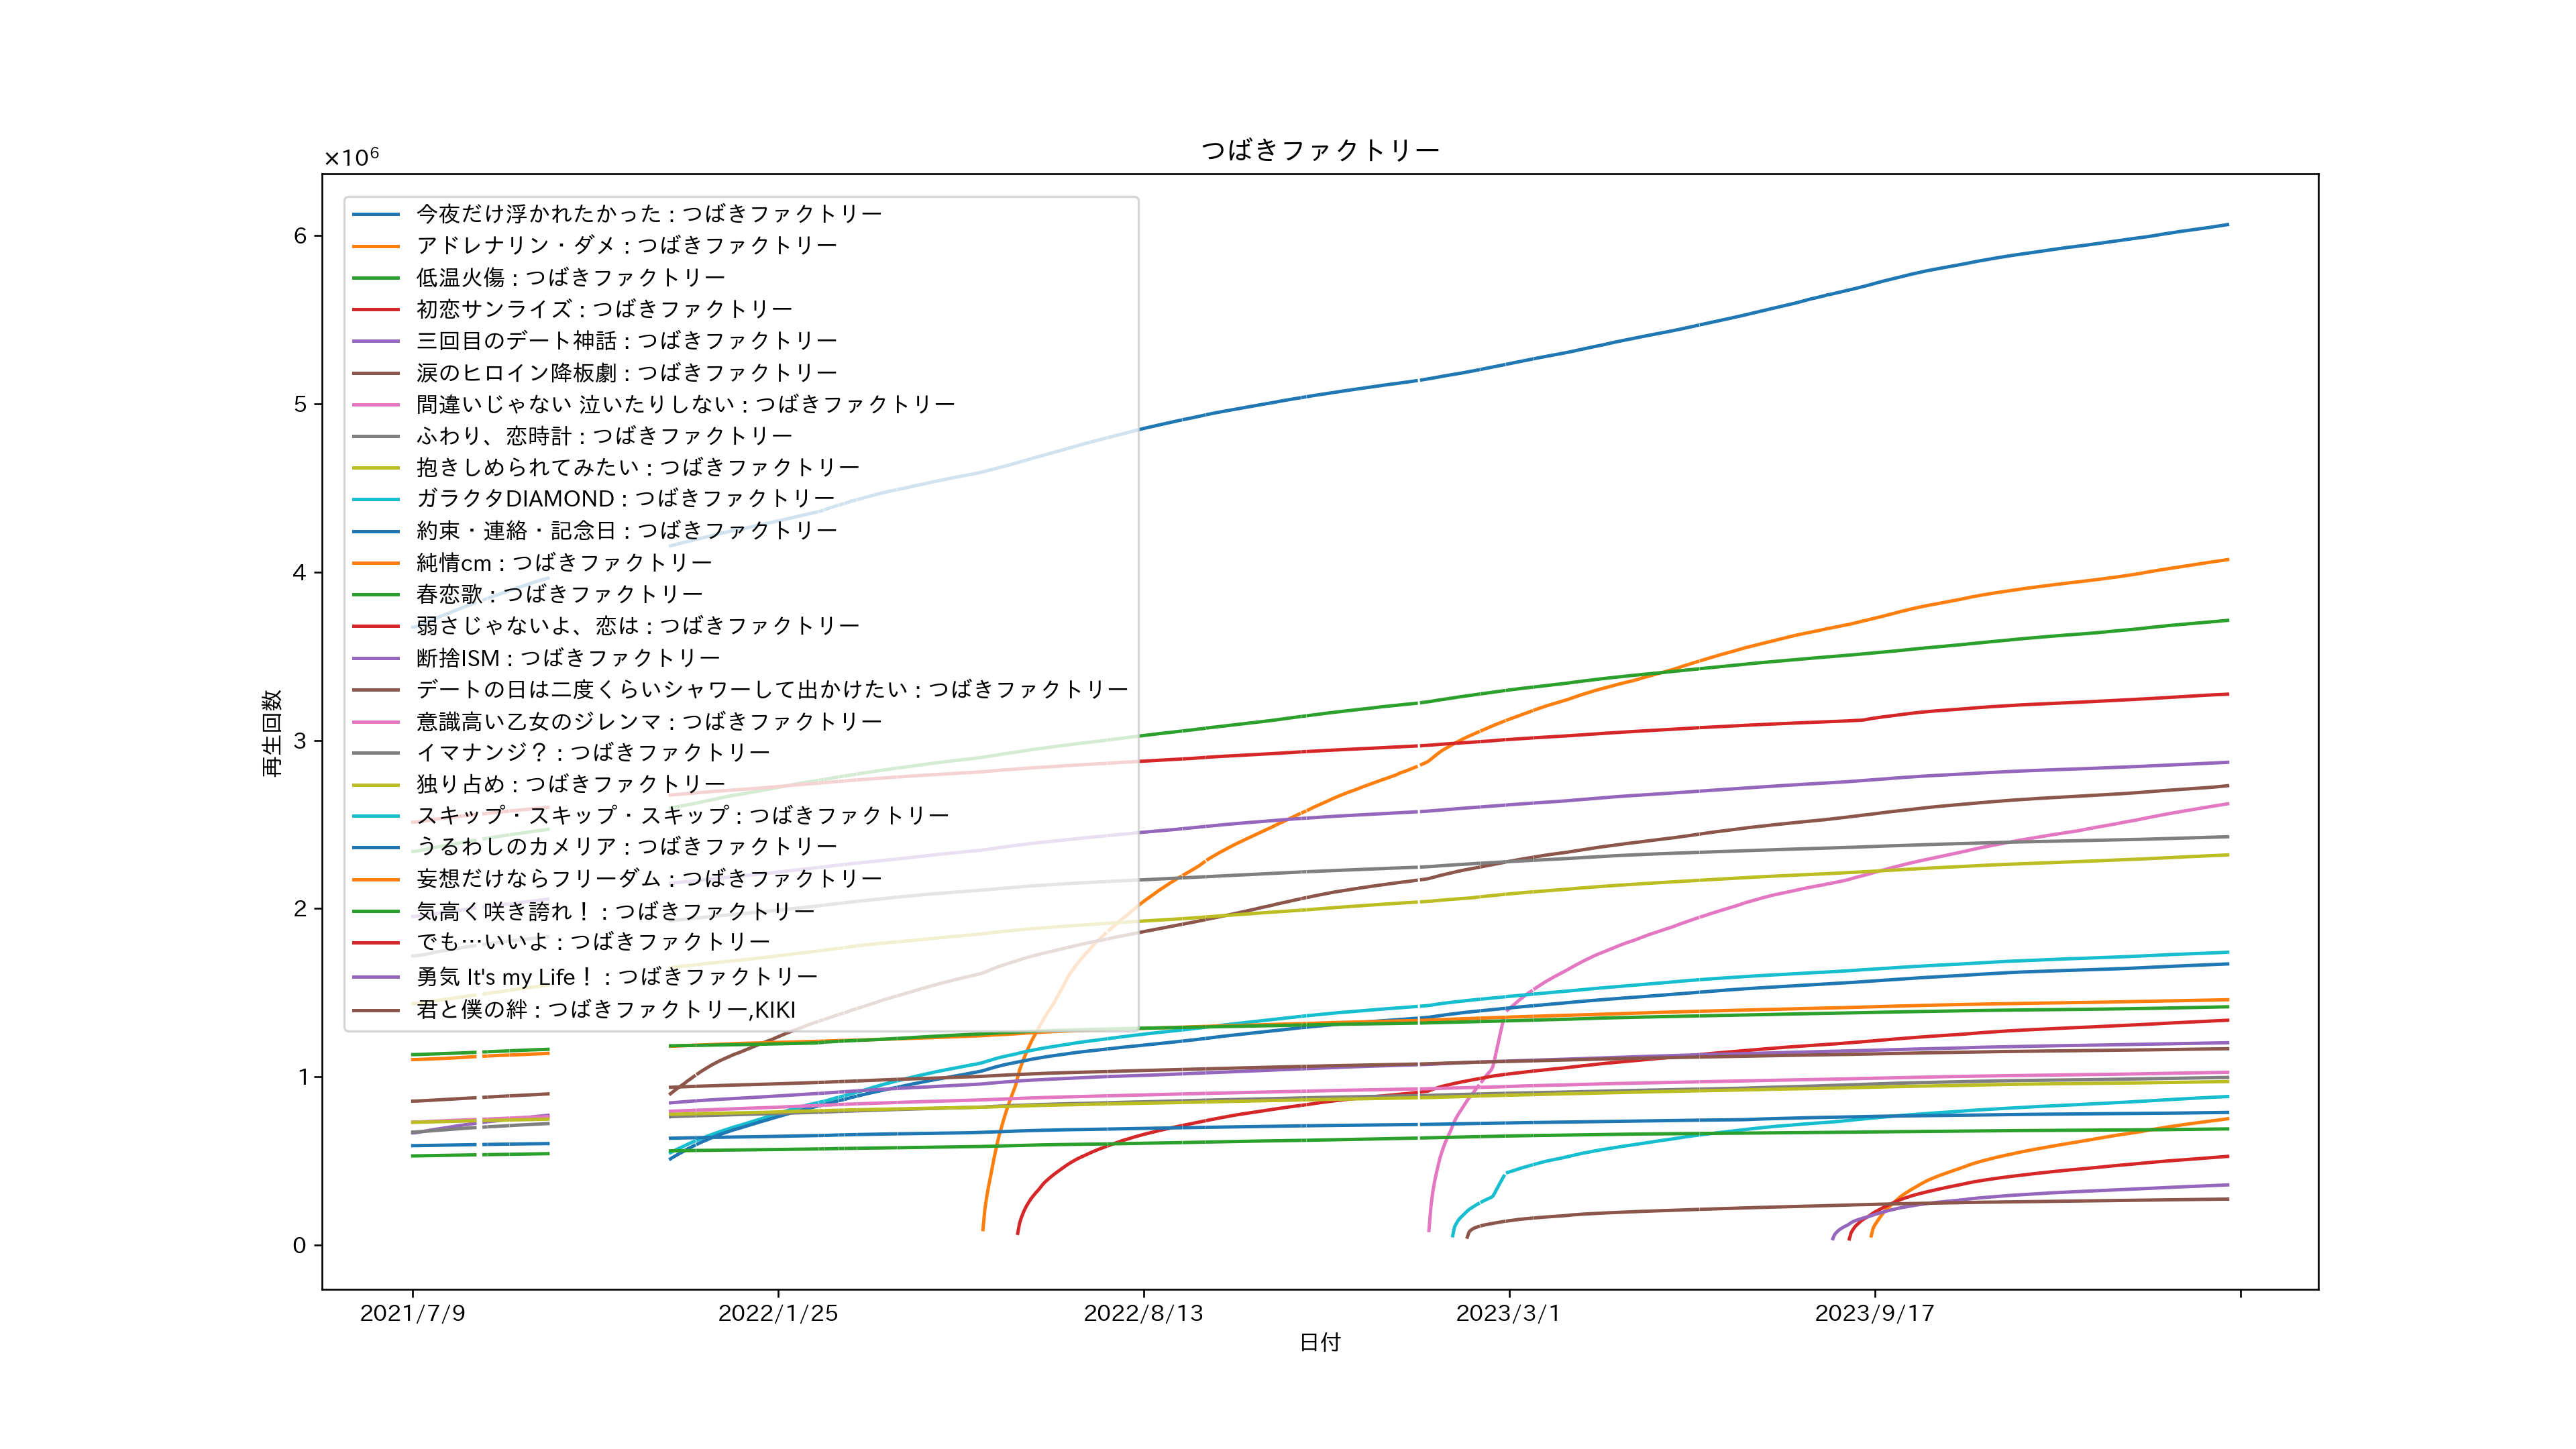 つばきファクトリー
×10⁶
今夜だけ浮かれたかった : つばきファクトリー
アドレナリン・ダメ : つばきファクトリー
低温火傷 : つばきファクトリー
初恋サンライズ : つばきファクトリー
三回目のデート神話 : つばきファクトリー
涙のヒロイン降板劇 : つばきファクトリー
間違いじゃない 泣いたりしない : つばきファクトリー
ふわり、恋時計 : つばきファクトリー
抱きしめられてみたい : つばきファクトリー
ガラクタDIAMOND : つばきファクトリー
約束・連絡・記念日 : つばきファクトリー
純情cm : つばきファクトリー
春恋歌 : つばきファクトリー
弱さじゃないよ、恋は : つばきファクトリー
断捨ISM : つばきファクトリー
デートの日は二度くらいシャワーして出かけたい : つばきファクトリー
意識高い乙女のジレンマ : つばきファクトリー
イマナンジ？ : つばきファクトリー
独り占め : つばきファクトリー
スキップ・スキップ・スキップ : つばきファクトリー
うるわしのカメリア : つばきファクトリー
妄想だけならフリーダム : つばきファクトリー
気高く咲き誇れ！ : つばきファクトリー
でも…いいよ : つばきファクトリー
勇気 It's my Life！ : つばきファクトリー
君と僕の絆 : つばきファクトリー,KIKI
6
5
4
3
2
1
0
再生回数
2021/7/9
2022/1/25
2022/8/13
2023/3/1
2023/9/17
日付